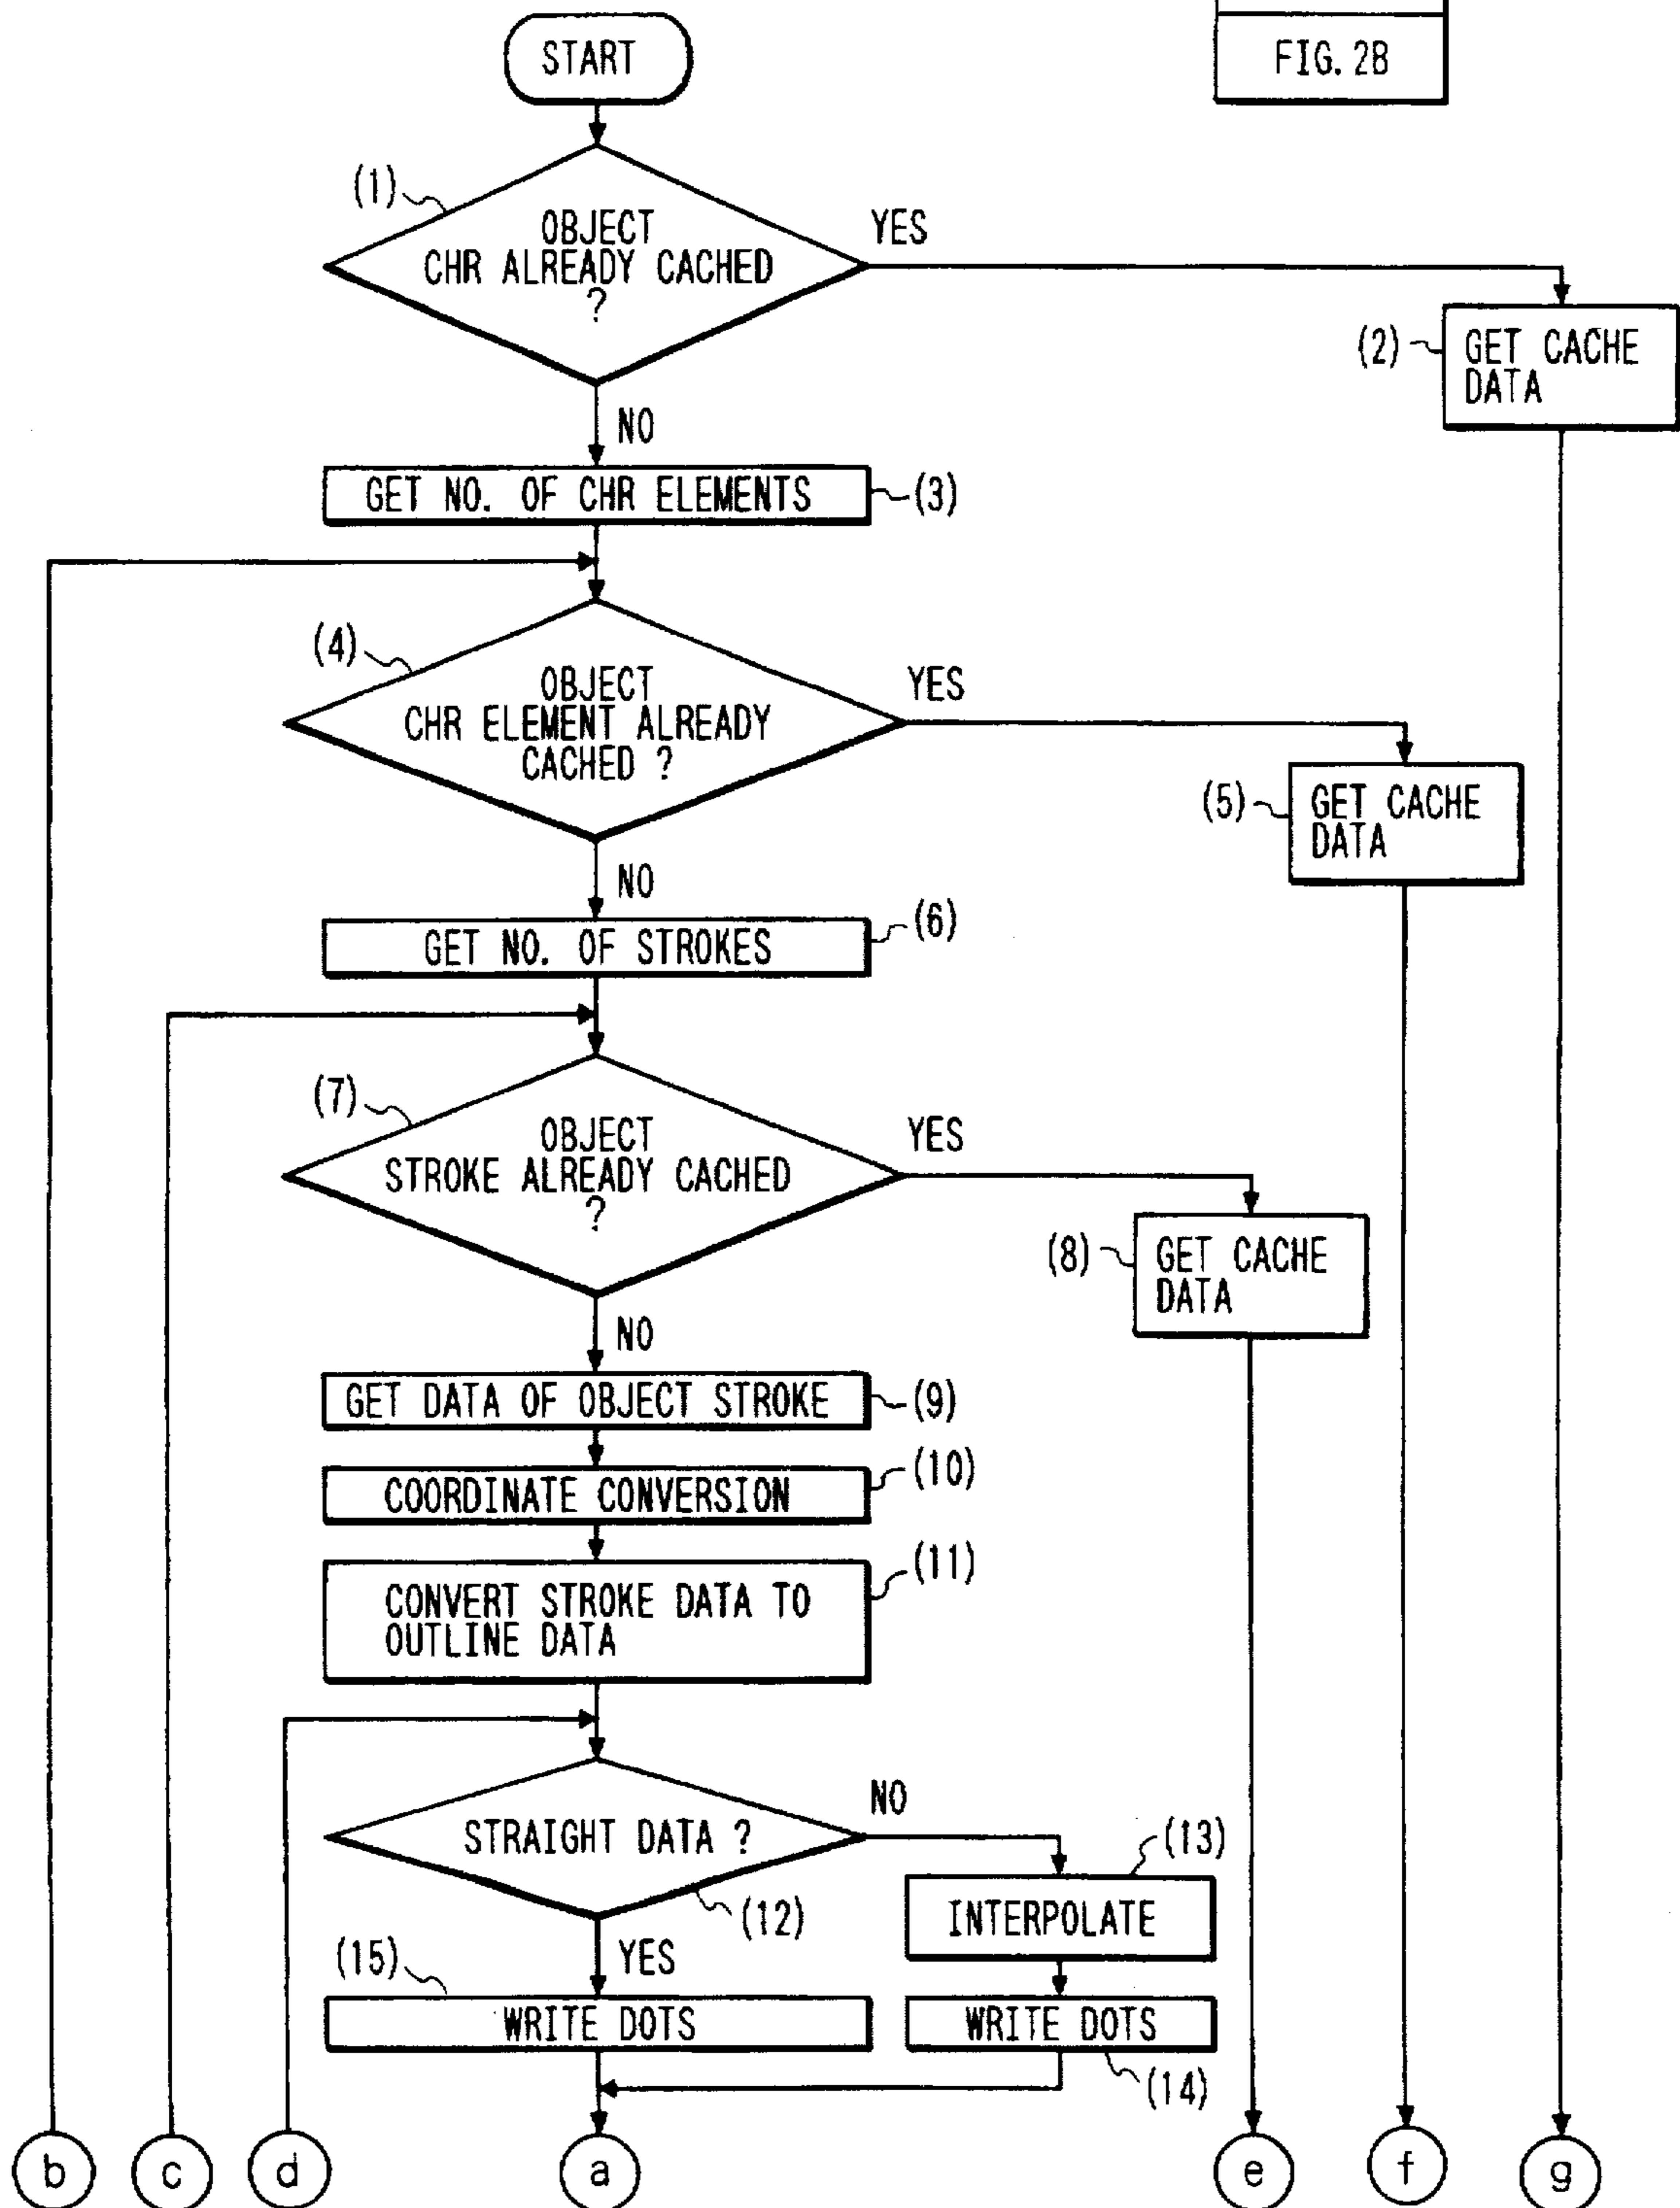 START
FIG. 2B
(1)
OBJECT
CHR ALREADY CACHED
?
YES
(2)
GET CACHE
DATA
NO
GET NO. OF CHR ELEMENTS
(3)
(4)
OBJECT
CHR ELEMENT ALREADY
CACHED ?
YES
(5)
GET CACHE
DATA
NO
GET NO. OF STROKES
(6)
(7)
OBJECT
STROKE ALREADY CACHED
?
YES
(8)
GET CACHE
DATA
NO
GET DATA OF OBJECT STROKE
(9)
COORDINATE CONVERSION
(10)
CONVERT STROKE DATA TO
OUTLINE DATA
(11)
STRAIGHT DATA ?
(12)
NO
(13)
INTERPOLATE
YES
(15)
WRITE DOTS
WRITE DOTS
(14)
b
c
d
a
e
f
g